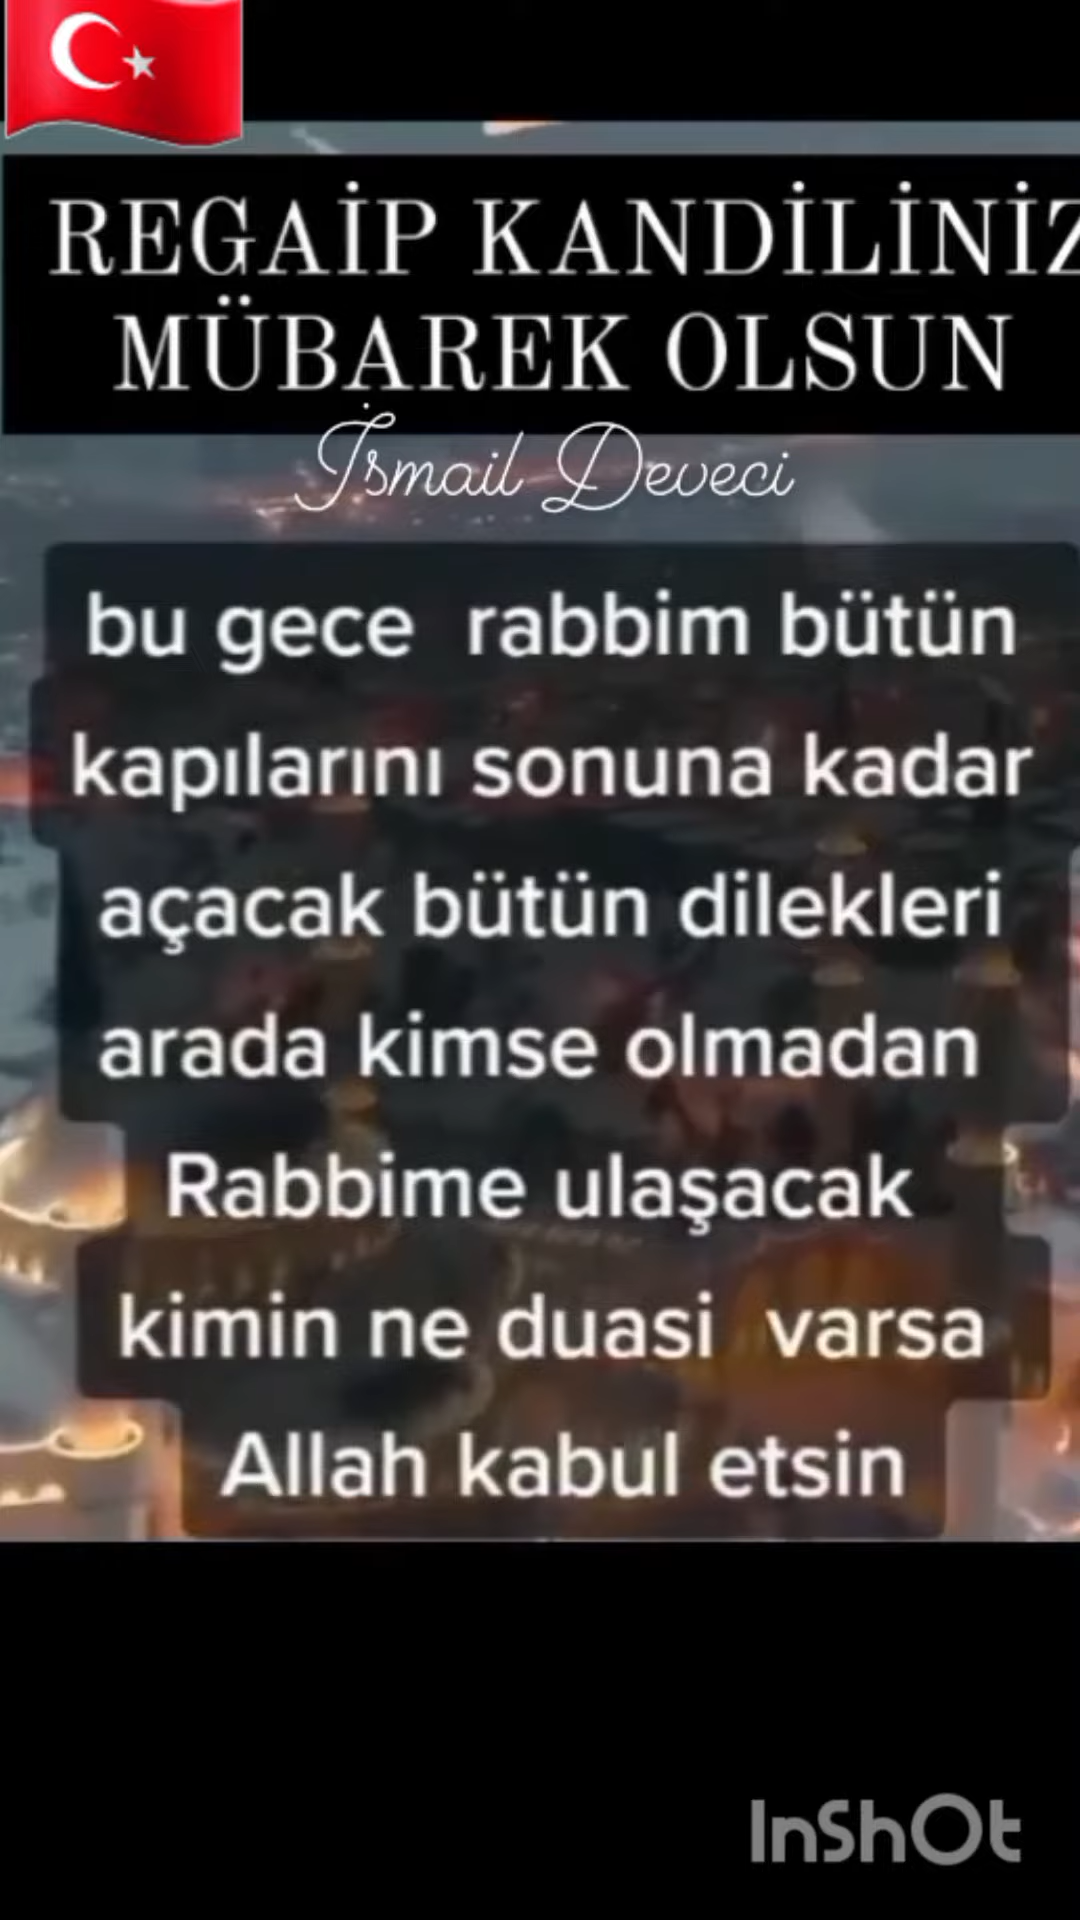 REGAİP KANDİLİNİZ
MÜBAREK OLSUN
İsmail Deveci
bu gece rabbim bütün
kapılarını sonuna kadar
açacak bütün dilekleri
arada kimse olmadan
Rabbime ulaşacak
kimin ne duasi varsa
Allah kabul etsin
InShOt